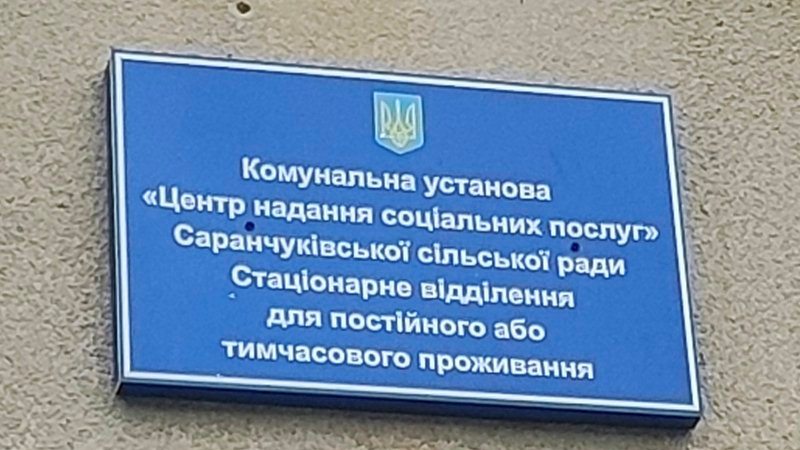 Комунальна установа
«Центр надання соціальних послуг»
Саранчуківської сільської ради
Стаціонарне відділення
для постійного або
тимчасового проживання